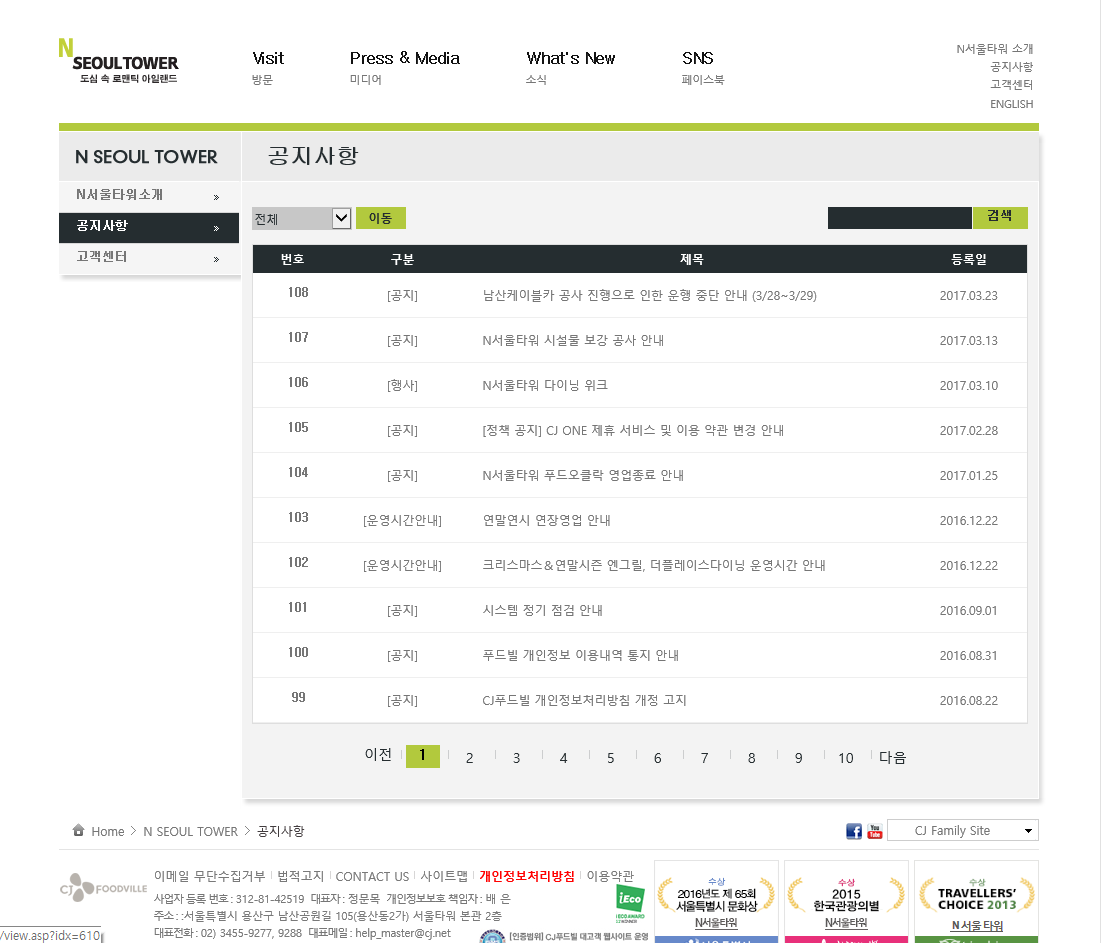 N
SEOULTOWER
도심 속 로맨틱 아일랜드
Visit
방문
Press & Media
미디어
What's New
소식
SNS
페이스북
N서울타워 소개
공지사항
고객센터
ENGLISH
N SEOUL TOWER
N서울타워소개 »
공지사항 »
고객센터 »
공지사항
전체 이동 검색
번호 구분 제목 등록일
108 [공지] 남산케이블카 공사 진행으로 인한 운행 중단 안내 (3/28~3/29) 2017.03.23
107 [공지] N서울타워 시설물 보강 공사 안내 2017.03.13
106 [행사] N서울타워 다이닝 위크 2017.03.10
105 [공지] [정책 공지] CJ ONE 제휴 서비스 및 이용 약관 변경 안내 2017.02.28
104 [공지] N서울타워 푸드오클락 영업종료 안내 2017.01.25
103 [운영시간안내] 연말연시 연장영업 안내 2016.12.22
102 [운영시간안내] 크리스마스&연말시즌 엔그릴, 더플레이스다이닝 운영시간 안내 2016.12.22
101 [공지] 시스템 정기 점검 안내 2016.09.01
100 [공지] 푸드빌 개인정보 이용내역 통지 안내 2016.08.31
99 [공지] CJ푸드빌 개인정보처리방침 개정 고지 2016.08.22
이전 1 2 3 4 5 6 7 8 9 10 다음
Home > N SEOUL TOWER > 공지사항
You Tube
CJ Family Site
CJ FOODVILLE
이메일 무단수집거부 | 법적고지 | CONTACT US | 사이트맵 | 개인정보처리방침 | 이용약관
사업자 등록 번호 : 312-81-42519 대표자 : 정문목 개인정보보호 책임자 : 배 은
주소 : :서울특별시 용산구 남산공원길 105(용산동2가) 서울타워 본관 2층
대표전화 : 02) 3455-9277, 9288 대표메일 : help_master@cj.net
iEco
[인증범위] CJ푸드빌 대고객 웹사이트 운영
수상
2016년도 제 65회
서울특별시 문화상
N서울타워
수상
2015
한국관광의별
N서울타워
수상
TRAVELLERS'
CHOICE 2013
N 서울 타워
/view.asp?idx=610